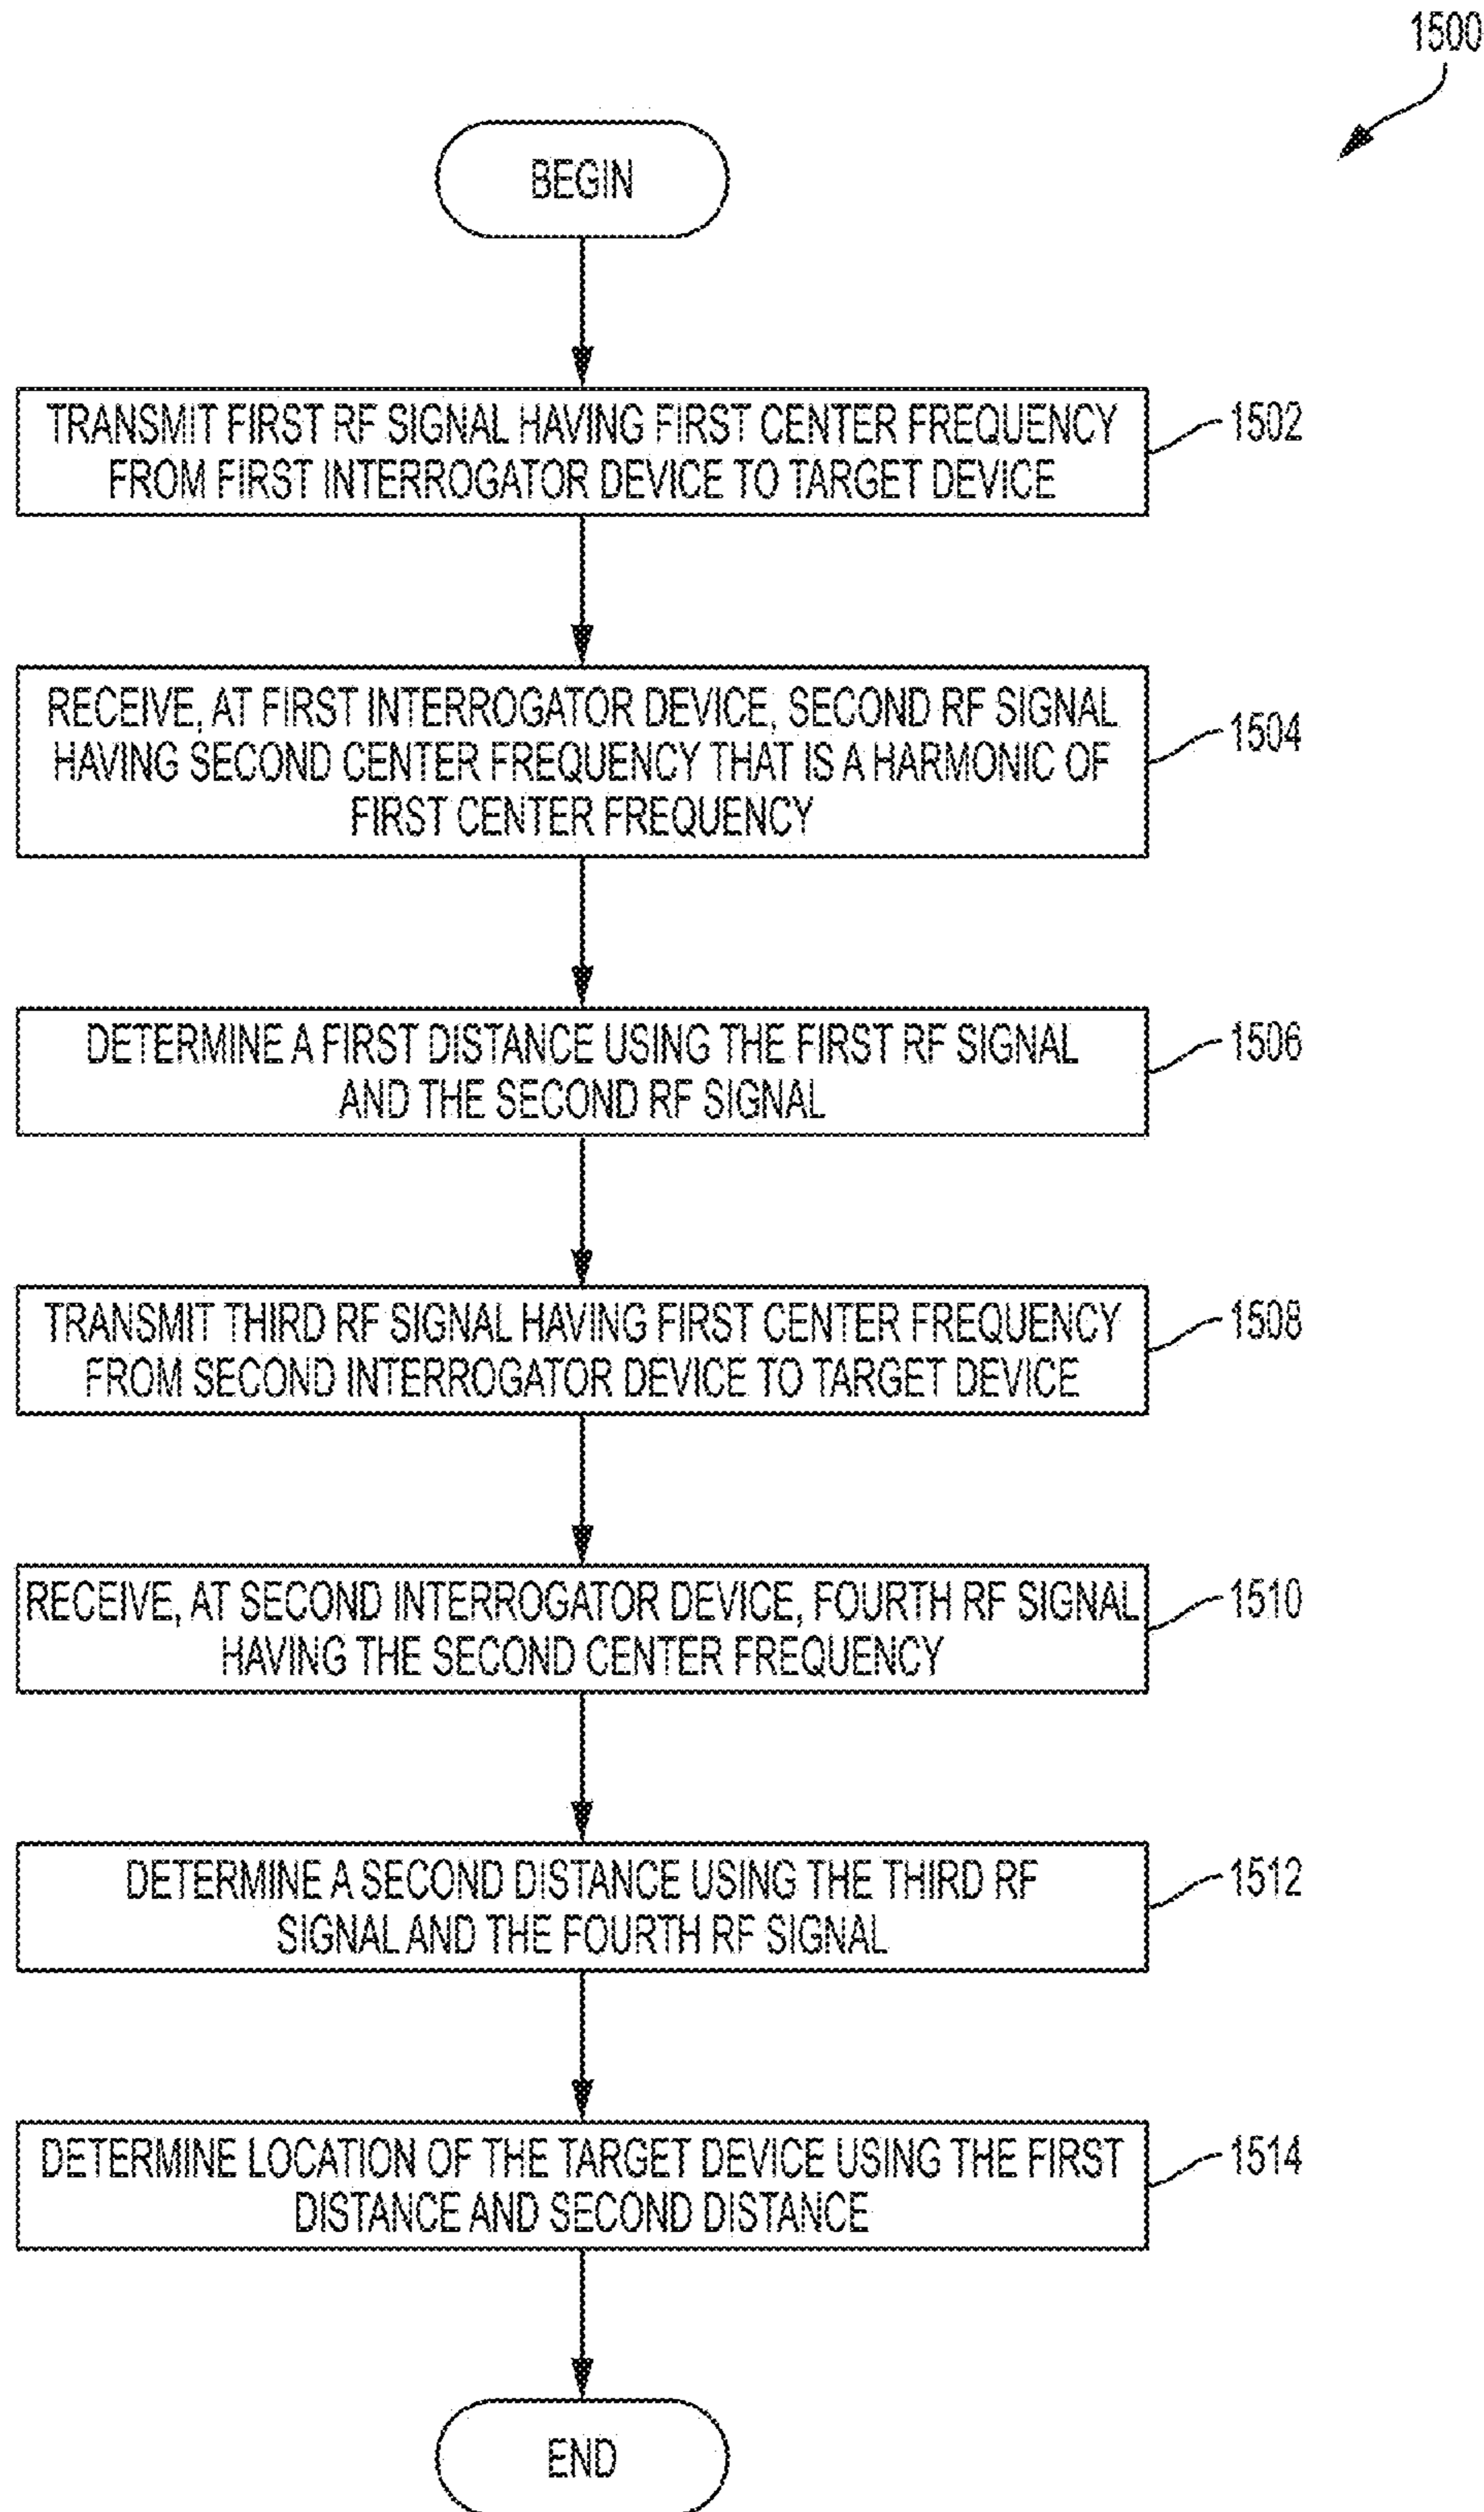 1500
BEGIN
TRANSMIT FIRST RF SIGNAL HAVING FIRST CENTER FREQUENCY
FROM FIRST INTERROGATOR DEVICE TO TARGET DEVICE
1502
RECEIVE, AT FIRST INTERROGATOR DEVICE, SECOND RF SIGNAL
HAVING SECOND CENTER FREQUENCY THAT IS A HARMONIC OF
FIRST CENTER FREQUENCY
1504
DETERMINE A FIRST DISTANCE USING THE FIRST RF SIGNAL
AND THE SECOND RF SIGNAL
1506
TRANSMIT THIRD RF SIGNAL HAVING FIRST CENTER FREQUENCY
FROM SECOND INTERROGATOR DEVICE TO TARGET DEVICE
1508
RECEIVE, AT SECOND INTERROGATOR DEVICE, FOURTH RF SIGNAL
HAVING THE SECOND CENTER FREQUENCY
1510
DETERMINE A SECOND DISTANCE USING THE THIRD RF
SIGNAL AND THE FOURTH RF SIGNAL
1512
DETERMINE LOCATION OF THE TARGET DEVICE USING THE FIRST
DISTANCE AND SECOND DISTANCE
1514
END